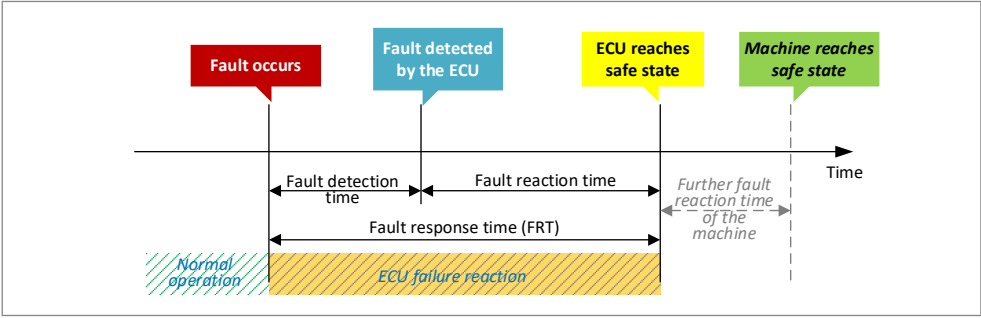 Fault occurs
Fault detected
by the ECU
ECU reaches
safe state
Machine reaches
safe state
Time
Fault detection
time
Fault reaction time
Further fault
reaction time
of the
machine
Fault response time (FRT)
Normal
operation
ECU failure reaction